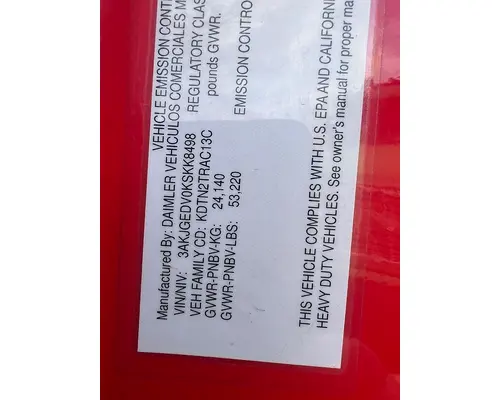 VEHICLE EMISSION CONT
Manufactured By: DAIMLER VEHICULOS COMERCIALES M
VIN/NIV: 3AKJGEDV0KSKK8498 REGULATORY CLAS
VEH FAMILY CD: KDTN2TRAC13C pounds GVWR.
GVWR-PNBV-KG: 24,140
GVWR-PNBV-LBS: 53,220 EMISSION CONTRO
THIS VEHICLE COMPLIES WITH U.S. EPA AND CALIFORNI
HEAVY DUTY VEHICLES. See owner's manual for proper ma